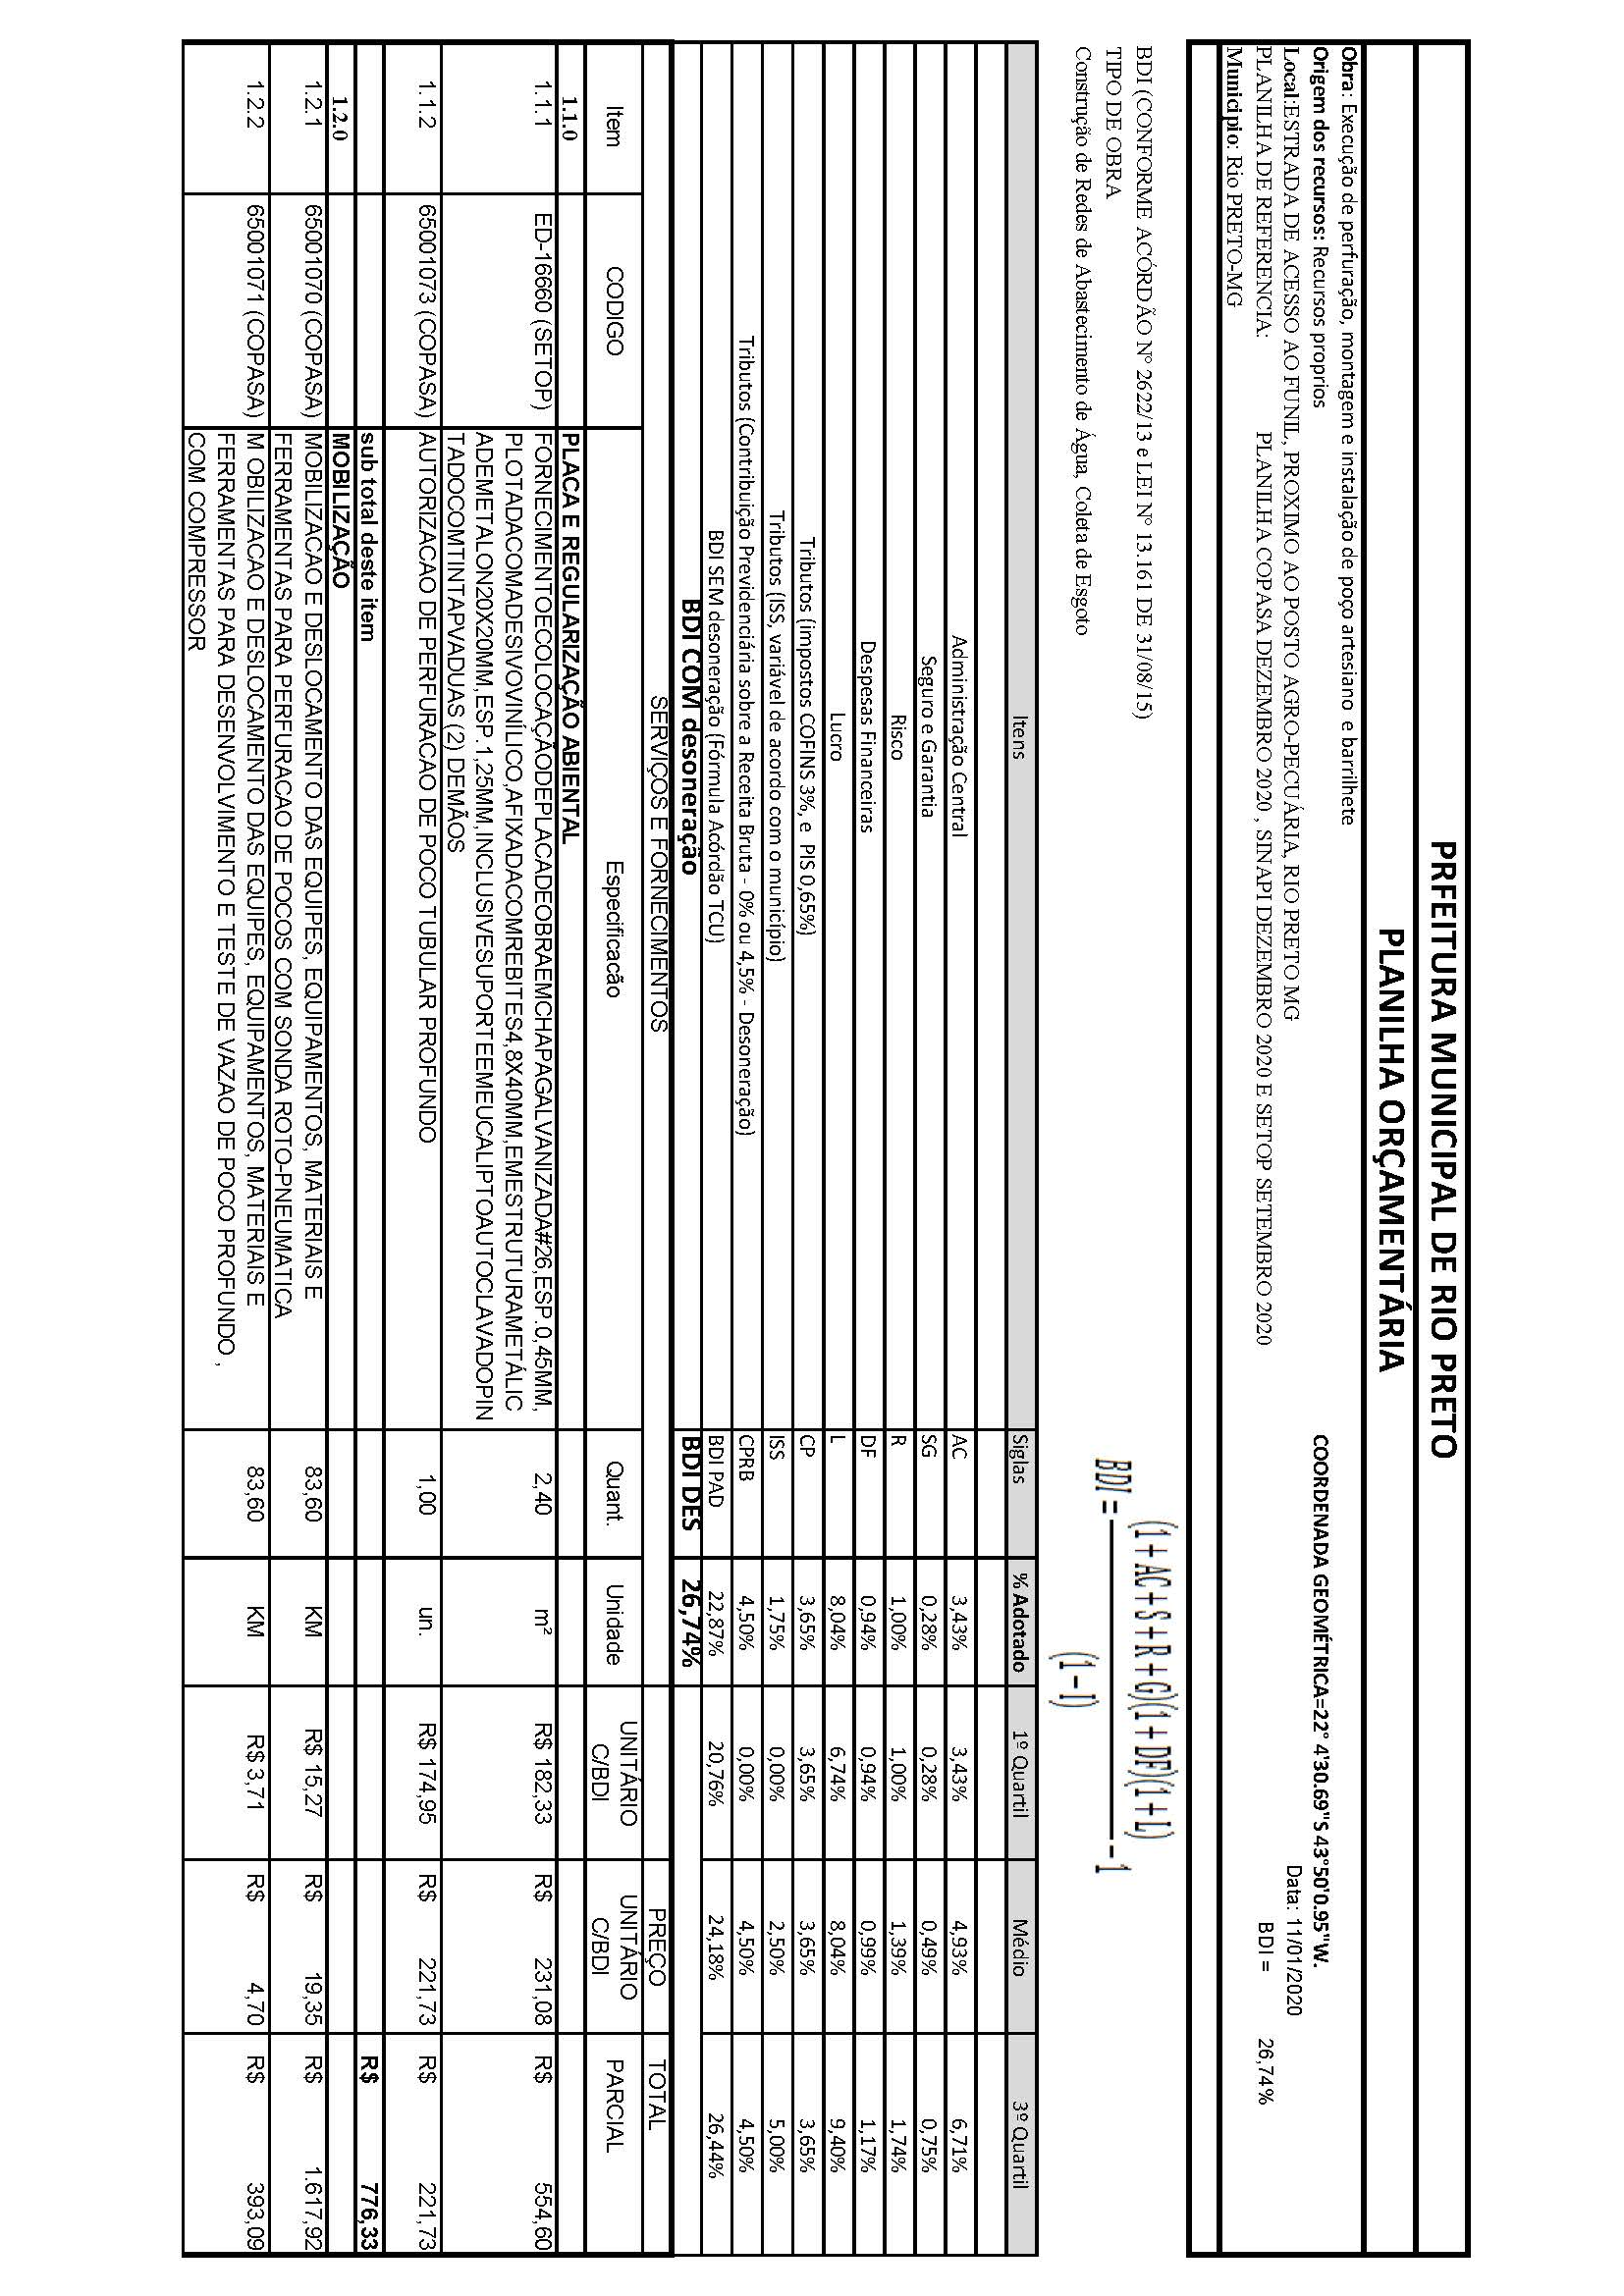 PRFEITURA MUNICIPAL DE RIO PRETO
PLANILHA ORÇAMENTÁRIA
Obra: Execução de perfuração, montagem e instalação de poço artesiano e barrilhete
Origem dos recursos: Recursos proprios COORDENADA GEOMÉTRICA=22° 4'30.69"S 43°50'0.95"W.
Local:ESTRADA DE ACESSO AO FUNIL, PROXIMO AO POSTO AGRO-PECUÁRIA, RIO PRETO MG Data: 11/01/2020
PLANILHA DE REFERENCIA: PLANILHA COPASA DEZEMBRO 2020 , SINAPI DEZEMBRO 2020 E SETOP SETEMBRO 2020 BDI = 26,74%
Municipio: Rio PRETO-MG
BDI (CONFORME ACÓRDÃO Nº 2622/13 e LEI Nº 13.161 DE 31/08/15)
TIPO DE OBRA
Construção de Redes de Abastecimento de Água, Coleta de Esgoto
BDI = (1 + AC + S + R + G)(1 + DF)(1 + L)
(1 - I)
- 1
Itens Siglas % Adotado 1º Quartil Médio 3º Quartil
Administração Central AC 3,43% 3,43% 4,93% 6,71%
Seguro e Garantia SG 0,28% 0,28% 0,49% 0,75%
Risco R 1,00% 1,00% 1,39% 1,74%
Despesas Financeiras DF 0,94% 0,94% 0,99% 1,17%
Lucro L 8,04% 6,74% 8,04% 9,40%
Tributos (impostos COFINS 3%, e PIS 0,65%) CP 3,65% 3,65% 3,65% 3,65%
Tributos (ISS, variável de acordo com o município) ISS 1,75% 0,00% 2,50% 5,00%
Tributos (Contribuição Previdenciária sobre a Receita Bruta - 0% ou 4,5% - Desoneração) CPRB 4,50% 0,00% 4,50% 4,50%
BDI SEM desoneração (Fórmula Acórdão TCU) BDI PAD 22,87% 20,76% 24,18% 26,44%
BDI COM desoneração BDI DES 26,74%
SERVIÇOS E FORNECIMENTOS PREÇO TOTAL
Item CODIGO Especificacão Quant. Unidade UNITÁRIO C/BDI UNITÁRIO C/BDI PARCIAL
1.1.0 PLACA E REGULARIZAÇÃO ABIENTAL
1.1.1 ED-16660 (SETOP) FORNECIMENTOECOLOCAÇÃODEPLACADEOBRAEMCHAPAGALVANIZADA#26,ESP.0,45MM, 2,40 m² R$ 182,33 R$ 231,08 R$ 554,60
PLOTADACOMADESIVOVINÍLICO,AFIXADACOMREBITES4,8X40MM,EMESTRUTURAMETÁLIC
ADEMETALON20X20MM,ESP.1,25MM,INCLUSIVESUPORTEEMEUCALIPTOAUTOCLAVADOPIN
TADOCOMTINTAPVADUAS (2) DEMÃOS
1.1.2 65001073 (COPASA) AUTORIZACAO DE PERFURACAO DE POCO TUBULAR PROFUNDO 1,00 un. R$ 174,95 R$ 221,73 R$ 221,73
sub total deste item R$ 776,33
1.2.0 MOBILIZAÇÃO
1.2.1 65001070 (COPASA) MOBILIZACAO E DESLOCAMENTO DAS EQUIPES, EQUIPAMENTOS, MATERIAIS E 83,60 KM R$ 15,27 R$ 19,35 R$ 1.617,92
FERRAMENTAS PARA PERFURACAO DE POCOS COM SONDA ROTO-PNEUMATICA
1.2.2 65001071 (COPASA) M OBILIZACAO E DESLOCAMENTO DAS EQUIPES, EQUIPAMENTOS, MATERIAIS E 83,60 KM R$ 3,71 R$ 4,70 R$ 393,09
FERRAMENTAS PARA DESENVOLVIMENTO E TESTE DE VAZAO DE POCO PROFUNDO ,
COM COMPRESSOR